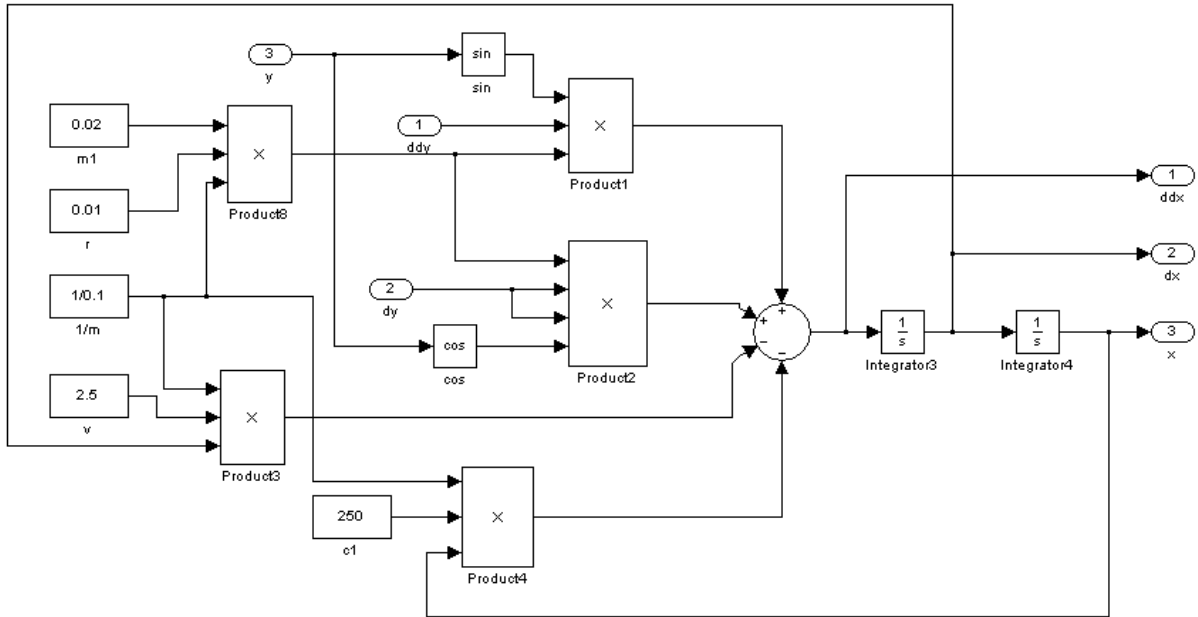 3
y
sin
sin
0.02
m1
1
ddy
×
Product8
×
Product1
0.01
r
1
ddx
1/0.1
1/m
2
dy
×
Product2
2
dx
cos
cos
+
+
−
−
1
s
Integrator3
1
s
Integrator4
3
x
2.5
v
×
Product3
250
c1
×
Product4